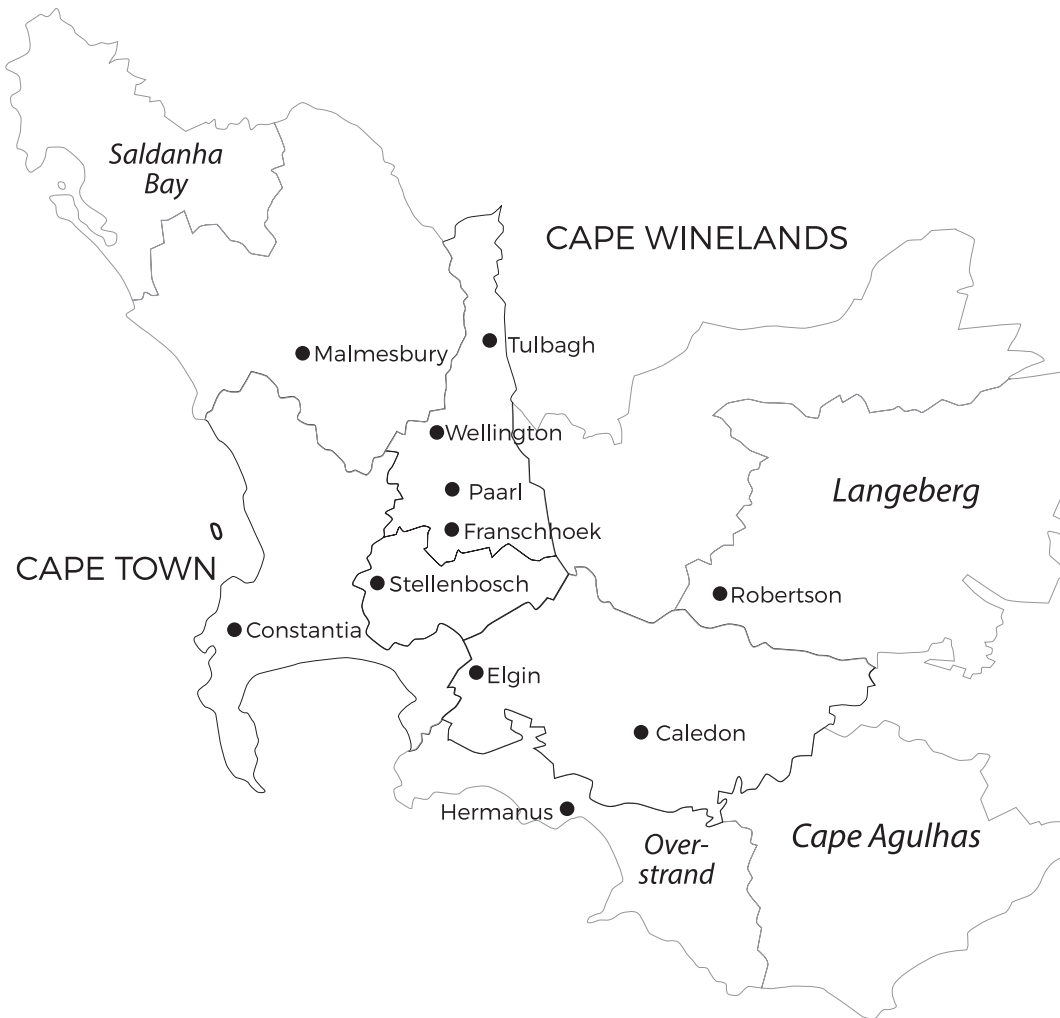 Saldanha
Bay
CAPE WINELANDS
Malmesbury
Tulbagh
Wellington
Paarl
Langeberg
Franschhoek
CAPE TOWN
Stellenbosch
Robertson
Constantia
Elgin
Caledon
Hermanus
Over-
strand
Cape Agulhas